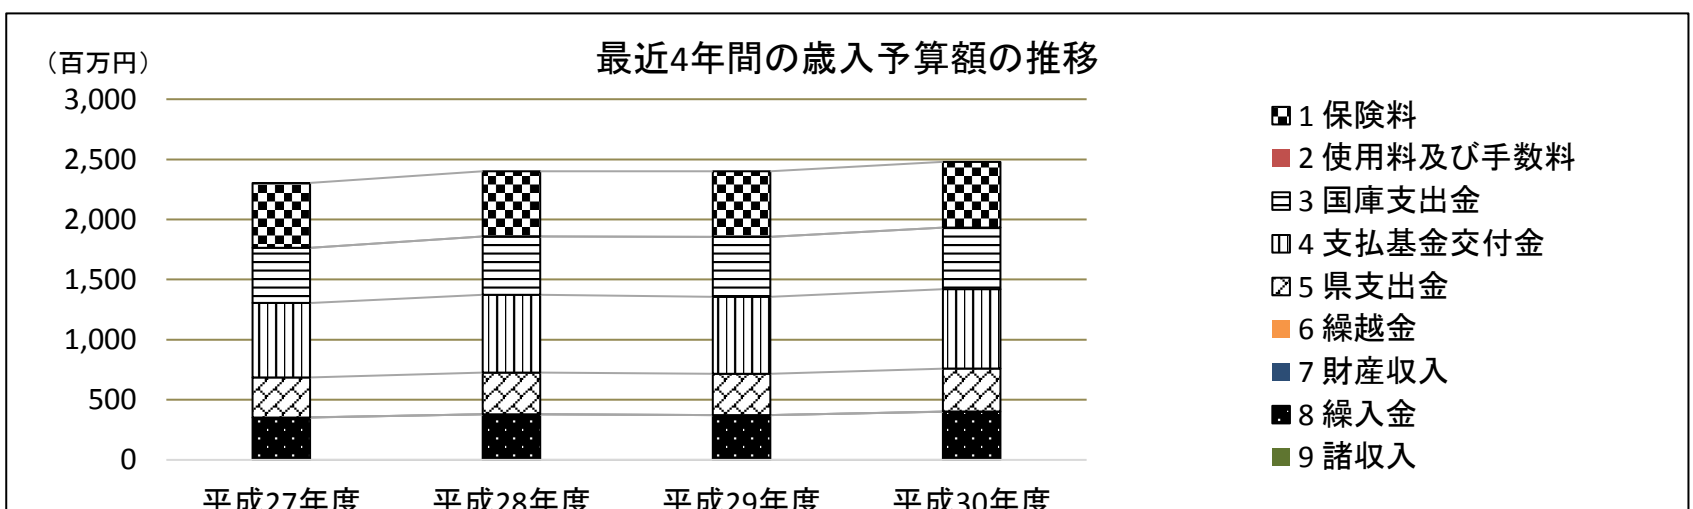 最近4年間の歳入予算額の推移
（百万円）
3,000
2,500
2,000
1,500
1,000
500
0
平成27年度 平成28年度 平成29年度 平成30年度
1 保険料
2 使用料及び手数料
3 国庫支出金
4 支払基金交付金
5 県支出金
6 繰越金
7 財産収入
8 繰入金
9 諸収入